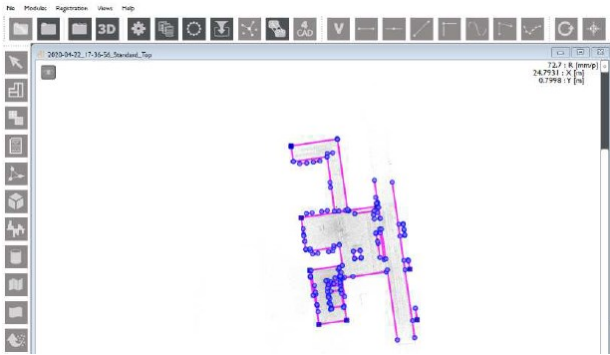 No Modules Registration Views Help
3D
4
CAD
V
2020-04-22_17-36-56_Standard_Top
72,7 : R [mm/p]
24.7931 : X [m]
0.7998 : Y [m]